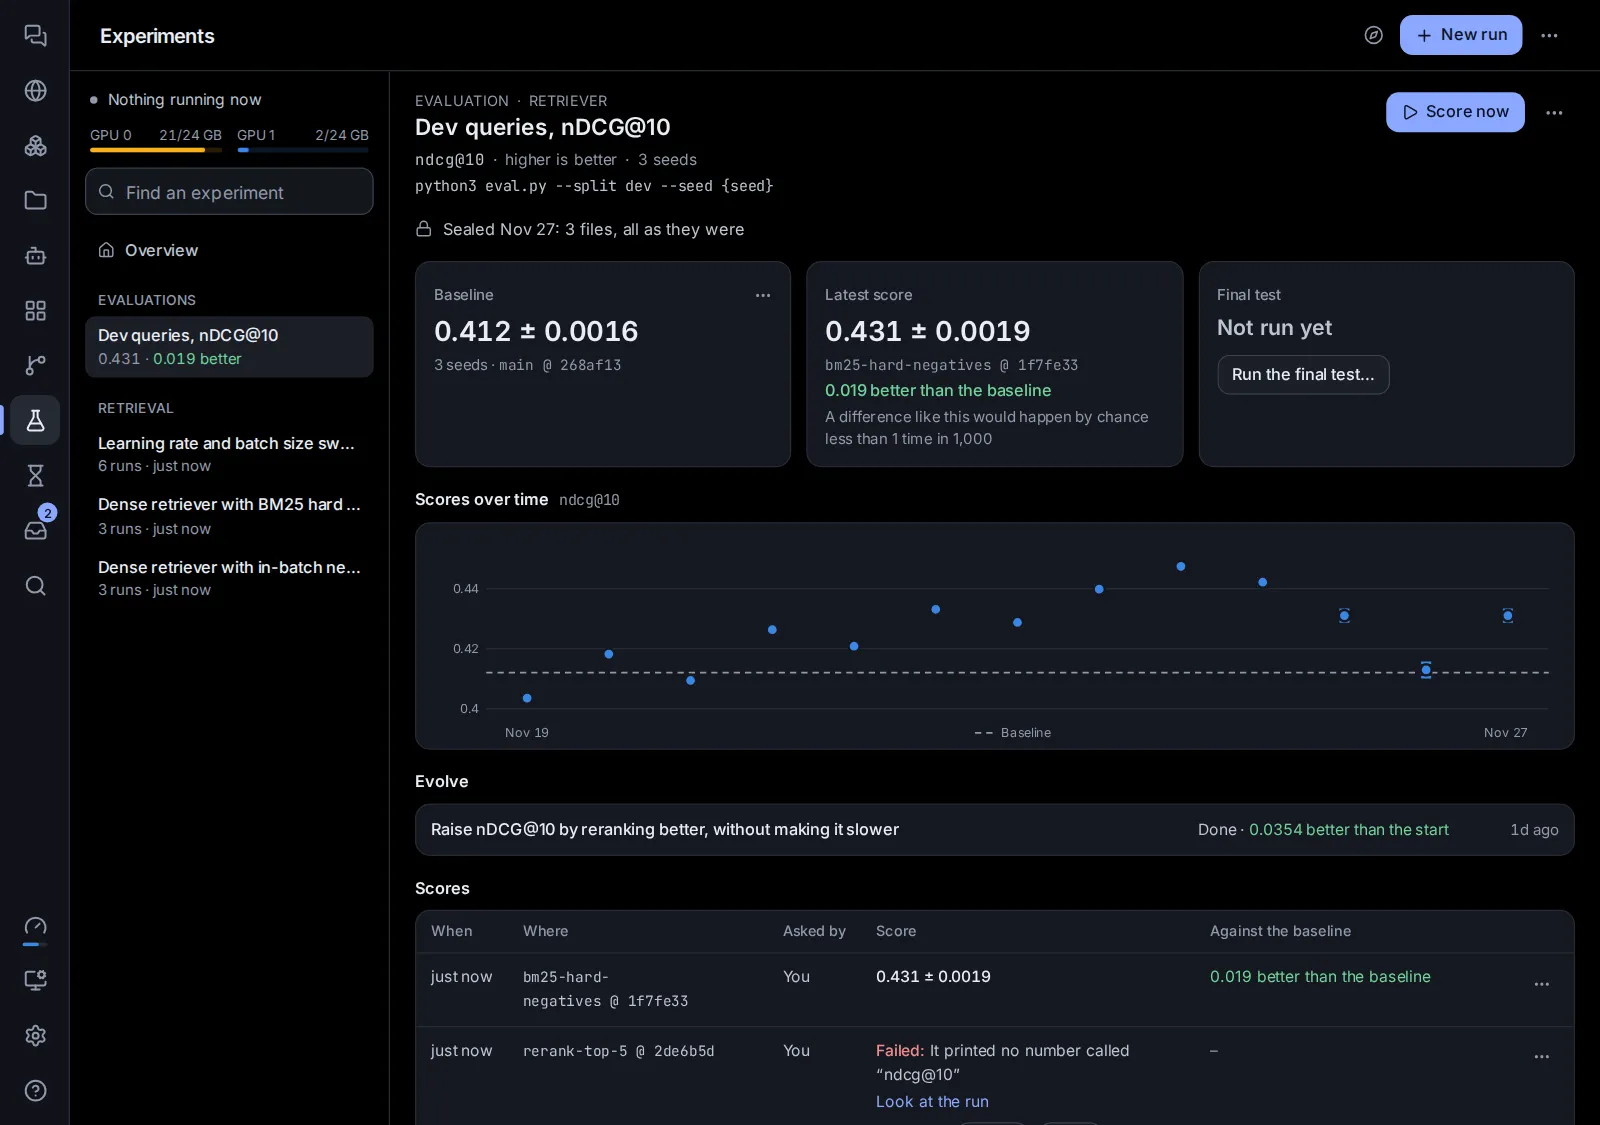 Experiments
New run
Nothing running now
GPU 0 21/24 GB GPU 1 2/24 GB
Find an experiment
Overview
EVALUATIONS
Dev queries, nDCG@10
0.431 · 0.019 better
RETRIEVAL
Learning rate and batch size sw...
6 runs · just now
Dense retriever with BM25 hard ...
3 runs · just now
Dense retriever with in-batch ne...
3 runs · just now
2
EVALUATION · RETRIEVER
Dev queries, nDCG@10
ndcg@10 · higher is better · 3 seeds
python3 eval.py --split dev --seed {seed}
Score now
Sealed Nov 27: 3 files, all as they were
Baseline
0.412 ± 0.0016
3 seeds · main @ 268af13
Latest score
0.431 ± 0.0019
bm25-hard-negatives @ 1f7fe33
0.019 better than the baseline
A difference like this would happen by chance
less than 1 time in 1,000
Final test
Not run yet
Run the final test...
Scores over time ndcg@10
0.44
0.42
0.4
Nov 19
Baseline
Nov 27
Evolve
Raise nDCG@10 by reranking better, without making it slower
Done · 0.0354 better than the start
1d ago
Scores
When Where Asked by Score Against the baseline
just now bm25-hard-
negatives @ 1f7fe33 You 0.431 ± 0.0019 0.019 better than the baseline
just now rerank-top-5 @ 2de6b5d You Failed: It printed no number called
“ndcg@10” –
Look at the run